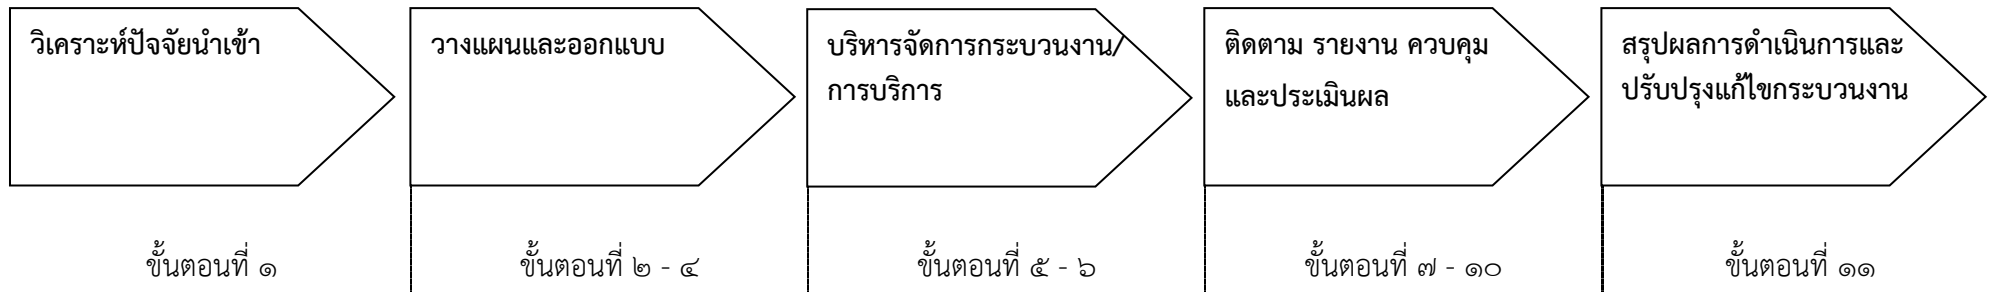 วิเคราะห์ปัจจัยนำเข้า
วางแผนและออกแบบ
บริหารจัดการกระบวนงาน/
การบริการ
ติดตาม รายงาน ควบคุม
และประเมินผล
สรุปผลการดำเนินการและ
ปรับปรุงแก้ไขกระบวนงาน
ขั้นตอนที่ ๑
ขั้นตอนที่ ๒ - ๔
ขั้นตอนที่ ๕ - ๖
ขั้นตอนที่ ๗ - ๑๐
ขั้นตอนที่ ๑๑